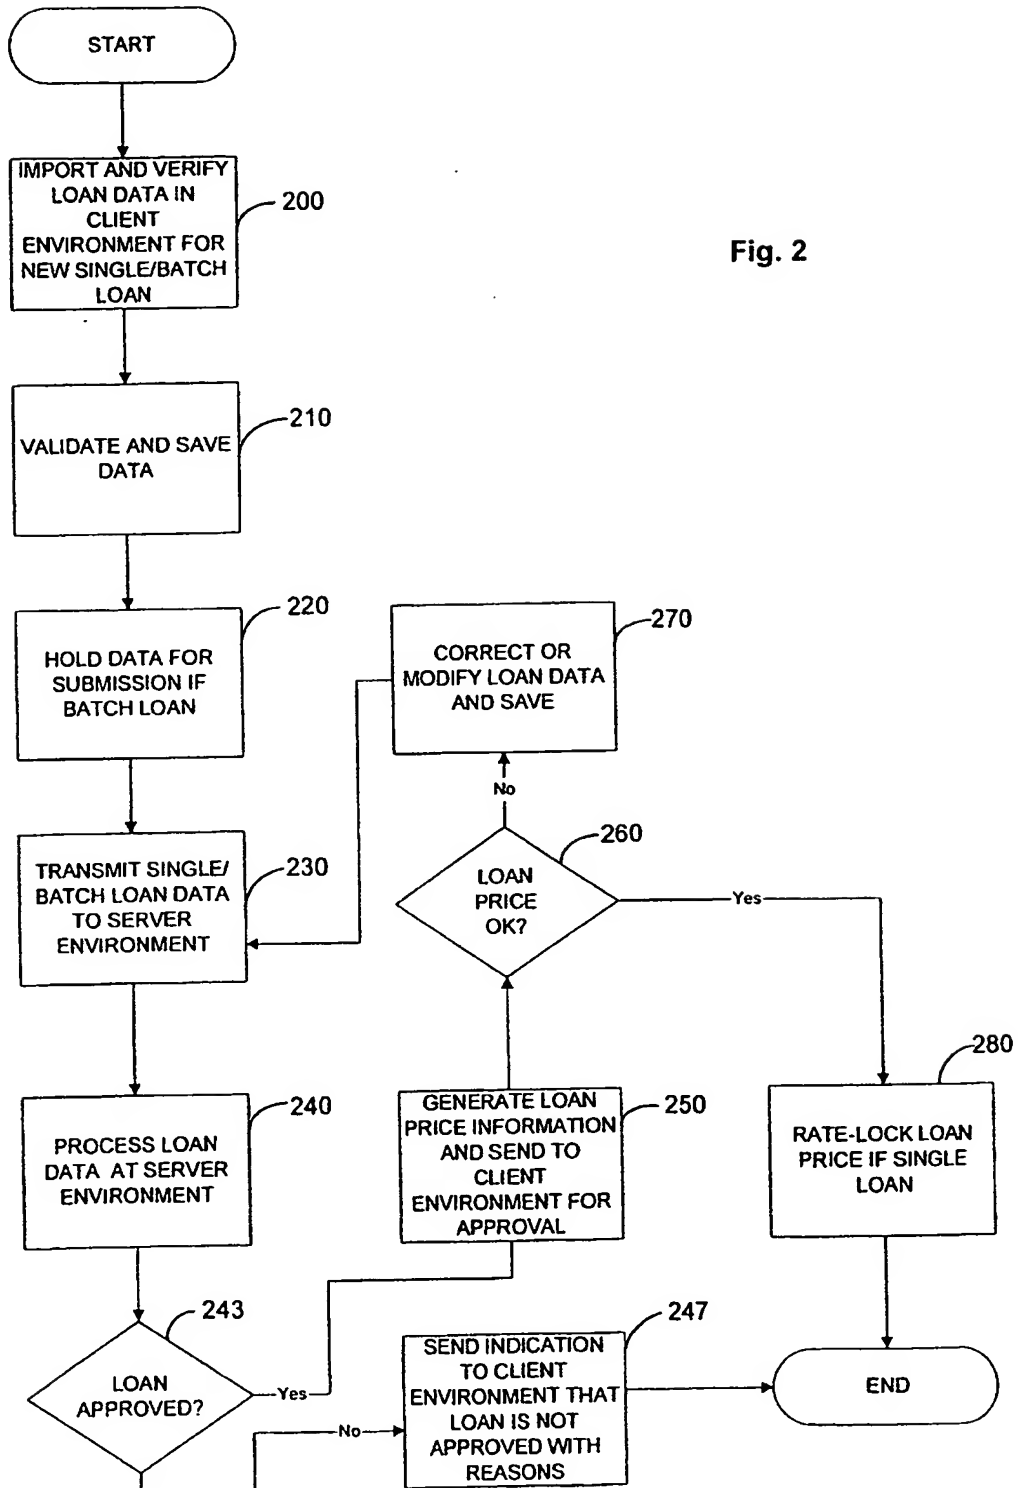 START
IMPORT AND VERIFY
LOAN DATA IN
CLIENT
ENVIRONMENT FOR
NEW SINGLE/BATCH
LOAN
200
Fig. 2
VALIDATE AND SAVE
DATA
210
HOLD DATA FOR
SUBMISSION IF
BATCH LOAN
220
CORRECT OR
MODIFY LOAN DATA
AND SAVE
270
No
TRANSMIT SINGLE/
BATCH LOAN DATA
TO SERVER
ENVIRONMENT
230
LOAN
PRICE
OK?
260
Yes
PROCESS LOAN
DATA AT SERVER
ENVIRONMENT
240
GENERATE LOAN
PRICE INFORMATION
AND SEND TO
CLIENT
ENVIRONMENT FOR
APPROVAL
250
RATE-LOCK LOAN
PRICE IF SINGLE
LOAN
280
LOAN
APPROVED?
243
Yes
No
SEND INDICATION
TO CLIENT
ENVIRONMENT THAT
LOAN IS NOT
APPROVED WITH
REASONS
247
END